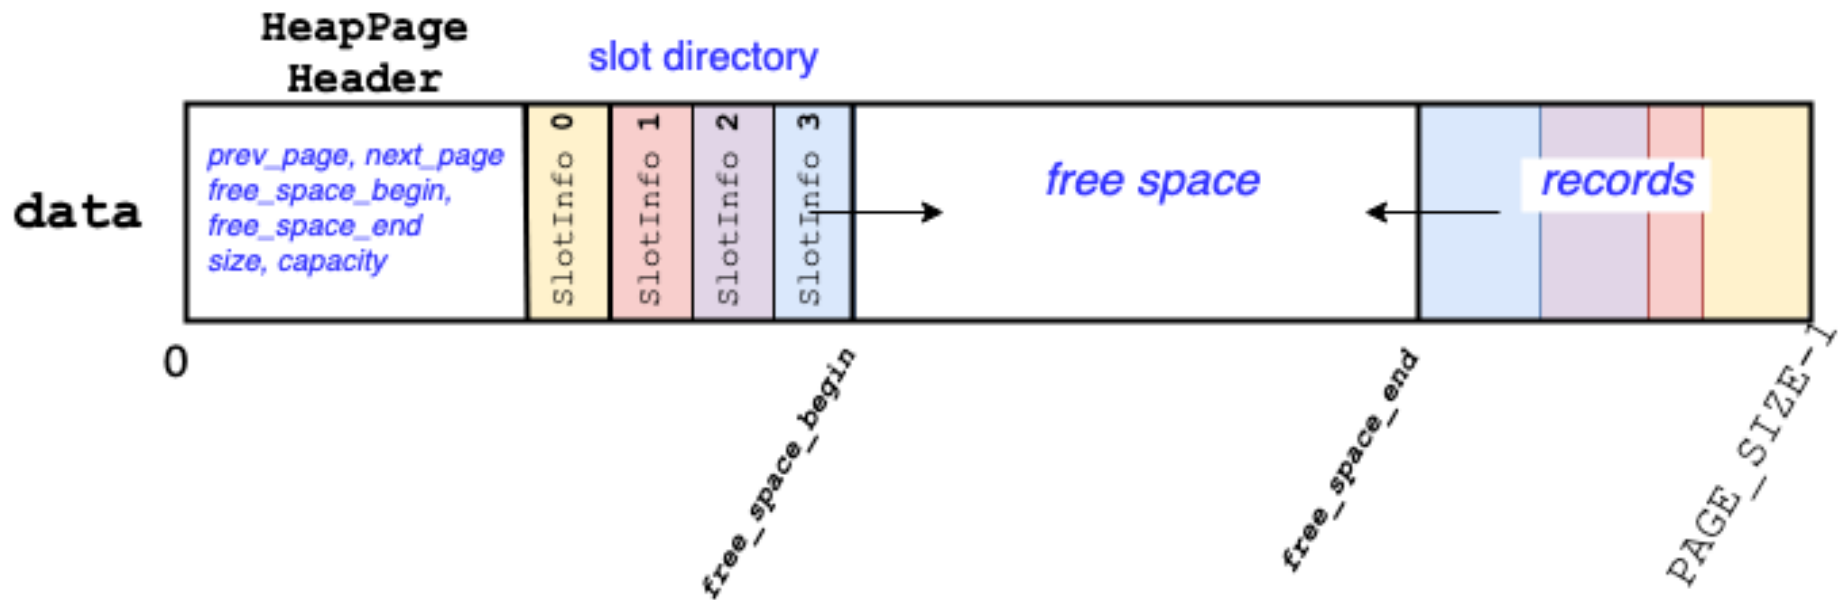 HeapPage
Header
slot directory
data
prev_page, next_page
free_space_begin,
free_space_end
size, capacity
SlotInfo 0
SlotInfo 1
SlotInfo 2
SlotInfo 3
free space
records
0
free_space_begin
free_space_end
PAGE_SIZE-1